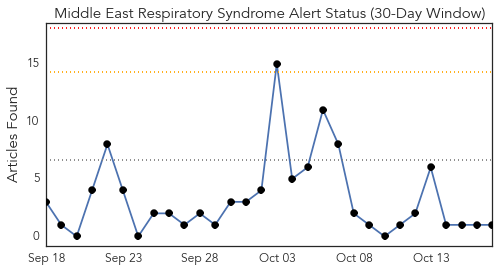 Middle East Respiratory Syndrome Alert Status (30-Day Window)
Articles Found
15
10
5
0
Sep 18 Sep 23 Sep 28 Oct 03 Oct 08 Oct 13